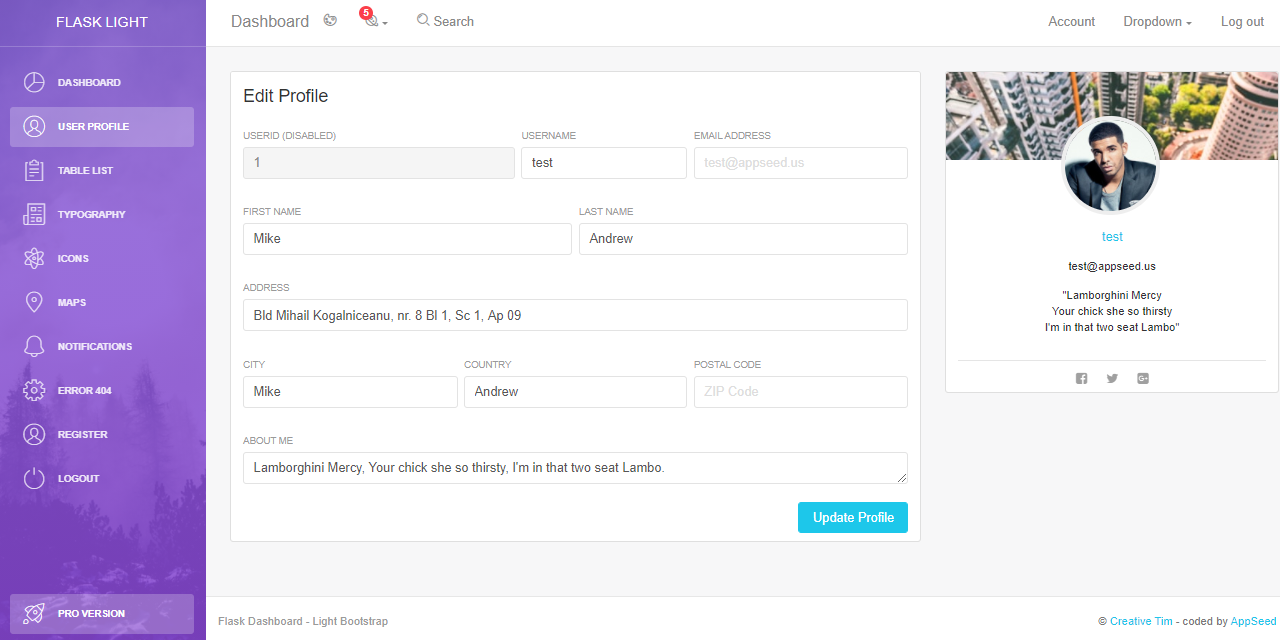 FLASK LIGHT
Dashboard 5 Search Account Dropdown Log out
DASHBOARD
USER PROFILE
TABLE LIST
TYPOGRAPHY
ICONS
MAPS
NOTIFICATIONS
ERROR 404
REGISTER
LOGOUT
PRO VERSION
Edit Profile
USERID (DISABLED) USERNAME EMAIL ADDRESS
1 test test@appseed.us
FIRST NAME LAST NAME
Mike Andrew
ADDRESS
Bld Mihail Kogalniceanu, nr. 8 Bl 1, Sc 1, Ap 09
CITY COUNTRY POSTAL CODE
Mike Andrew ZIP Code
ABOUT ME
Lamborghini Mercy, Your chick she so thirsty, I'm in that two seat Lambo.
Update Profile
test
test@appseed.us
"Lamborghini Mercy
Your chick she so thirsty
I'm in that two seat Lambo"
Flask Dashboard - Light Bootstrap
© Creative Tim - coded by AppSeed